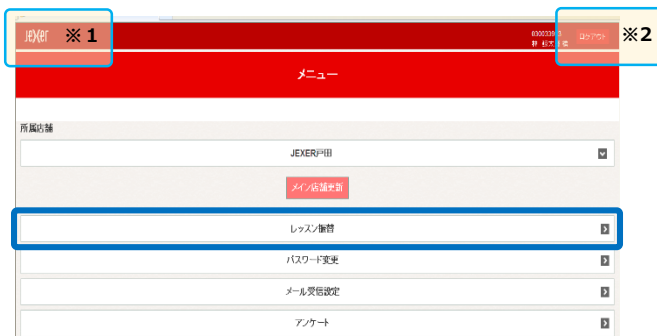 JEXER ※1
ログアウト ※2
メニュー
所属店舗
JEXER戸田
メイン店舗更新
レッスン振替
パスワード変更
メール受信設定
アンケート